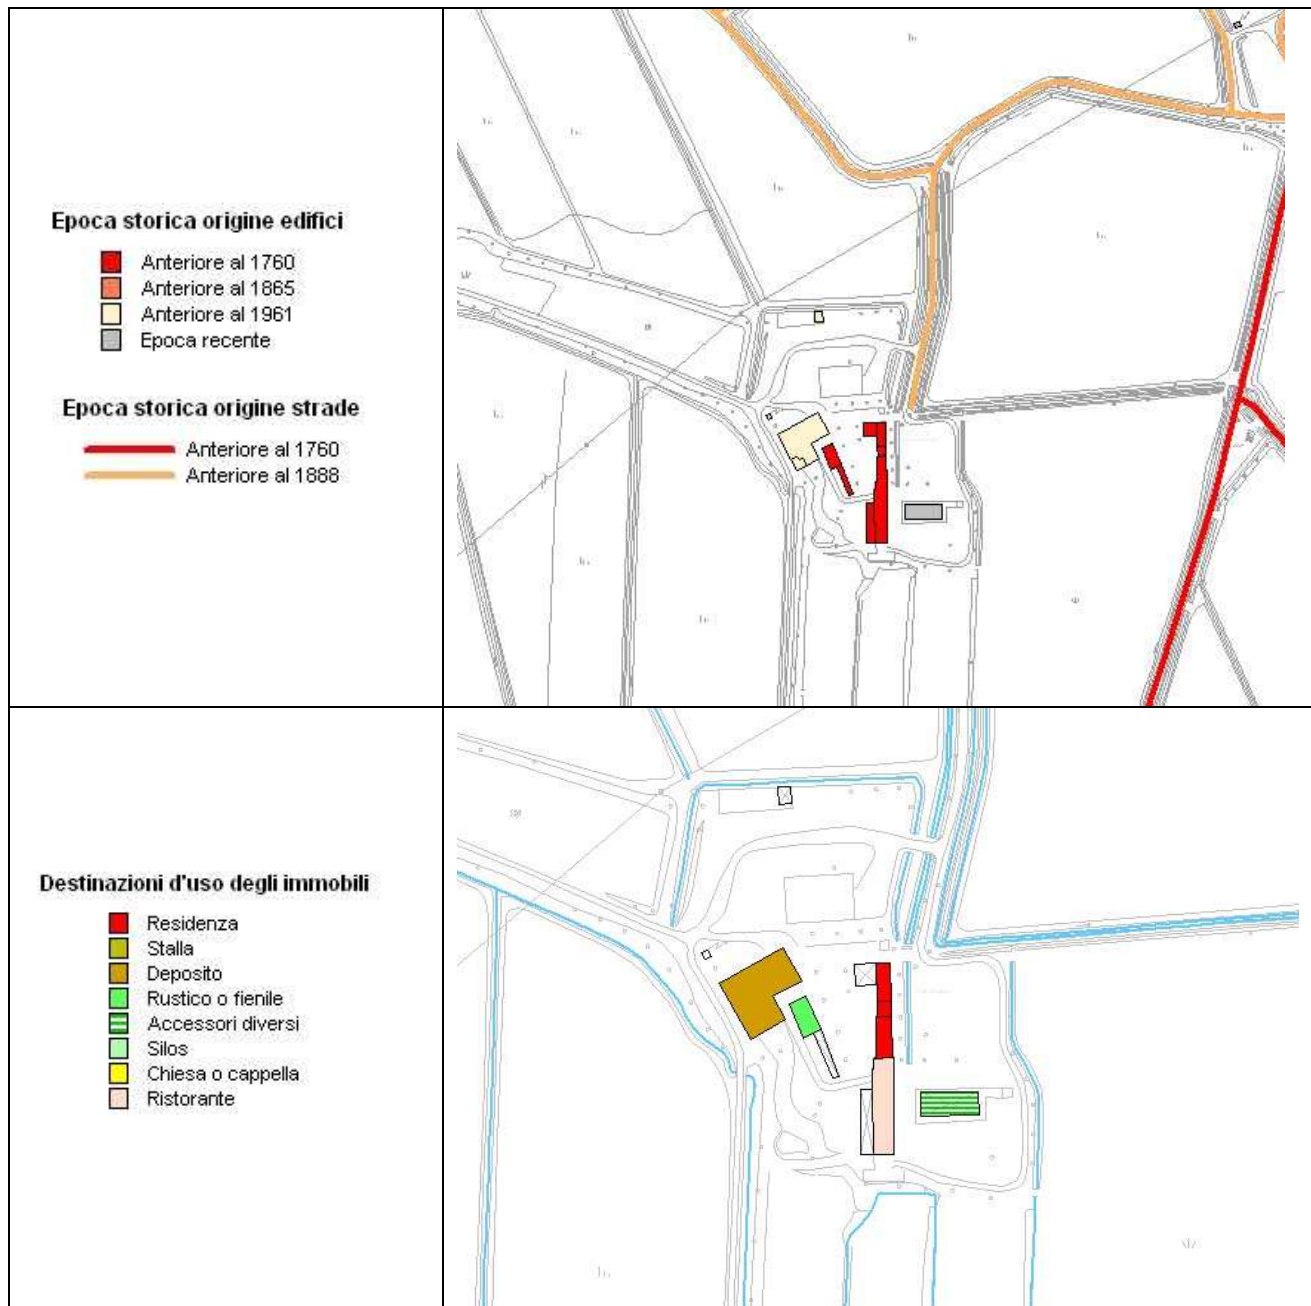 Epoca storica origine edifici
Anteriore al 1760
Anteriore al 1865
Anteriore al 1961
Epoca recente
Epoca storica origine strade
Anteriore al 1760
Anteriore al 1888
Destinazioni d'uso degli immobili
Residenza
Stalla
Deposito
Rustico o fienile
Accessori diversi
Silos
Chiesa o cappella
Ristorante